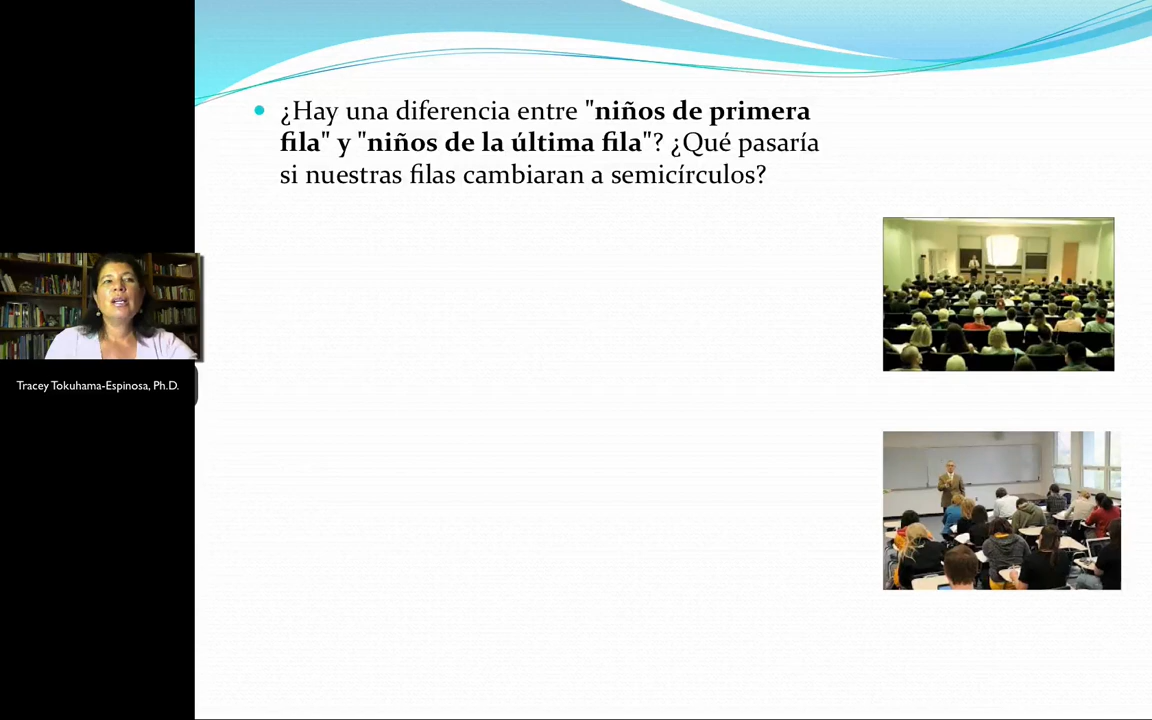 ¿Hay una diferencia entre "niños de primera
fila" y "niños de la última fila"? ¿Qué pasaría
si nuestras filas cambiaran a semicírculos?
Tracey Tokuhama-Espinosa, Ph.D.